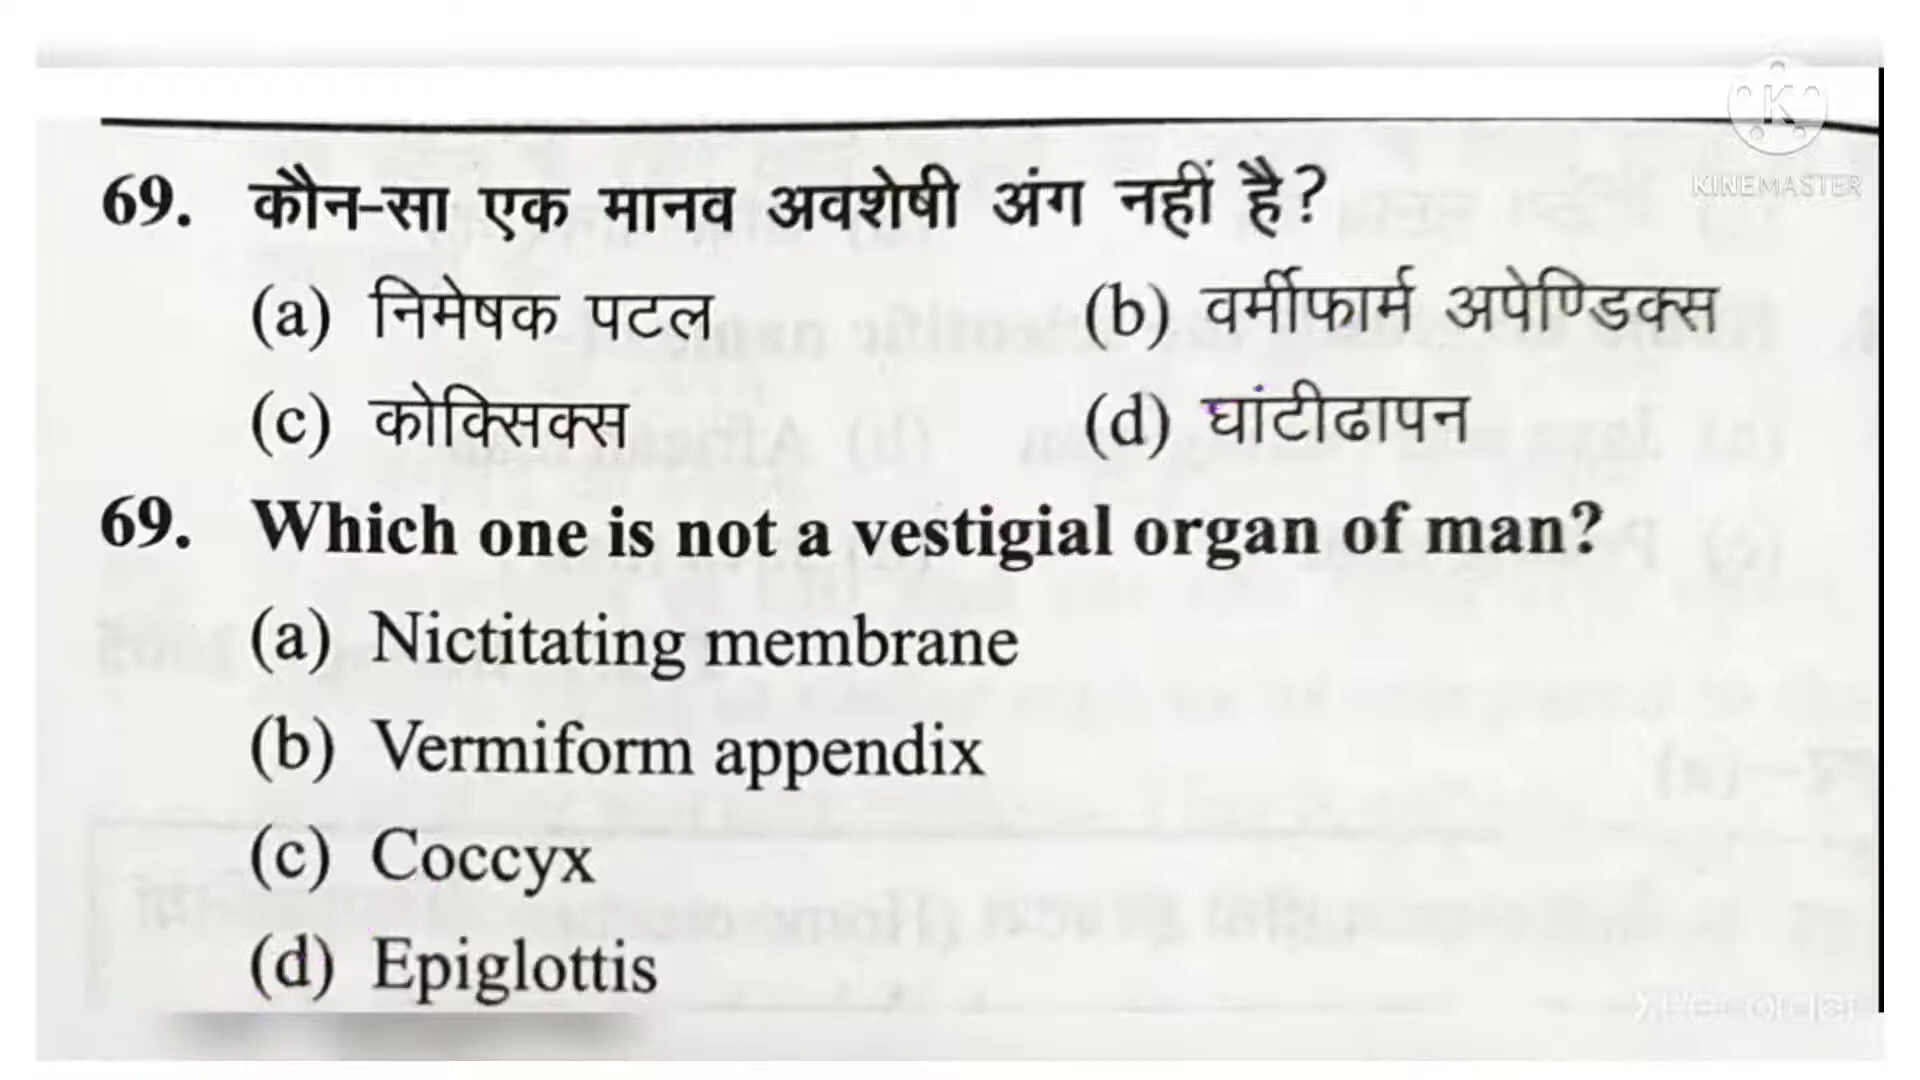 KINEMASTER
69. कौन-सा एक मानव अवशेषी अंग नहीं है?
(a) निमेषक पटल (b) वर्मीफार्म अपेण्डिक्स
(c) कोक्सिक्स (d) घांटीढापन
69. Which one is not a vestigial organ of man?
(a) Nictitating membrane
(b) Vermiform appendix
(c) Coccyx
(d) Epiglottis